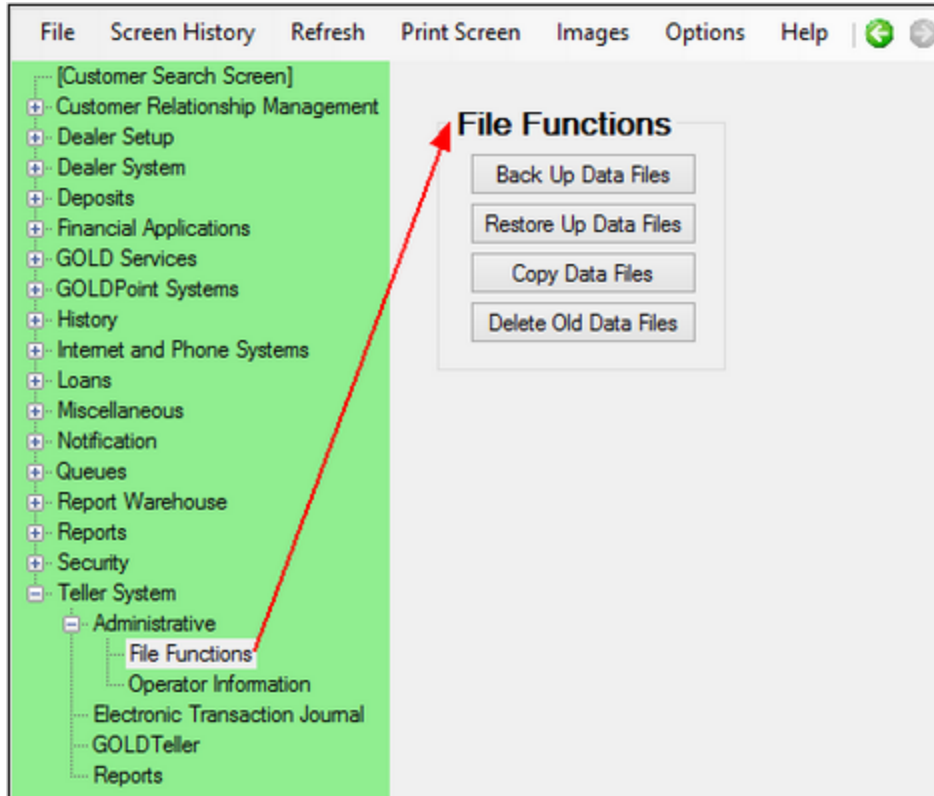 File Screen History Refresh Print Screen Images Options Help
[Customer Search Screen]
Customer Relationship Management
Dealer Setup
Dealer System
Deposits
Financial Applications
GOLD Services
GOLDPoint Systems
History
Internet and Phone Systems
Loans
Miscellaneous
Notification
Queues
Report Warehouse
Reports
Security
Teller System
Administrative
File Functions
Operator Information
Electronic Transaction Journal
GOLDTeller
Reports
File Functions
Back Up Data Files
Restore Up Data Files
Copy Data Files
Delete Old Data Files